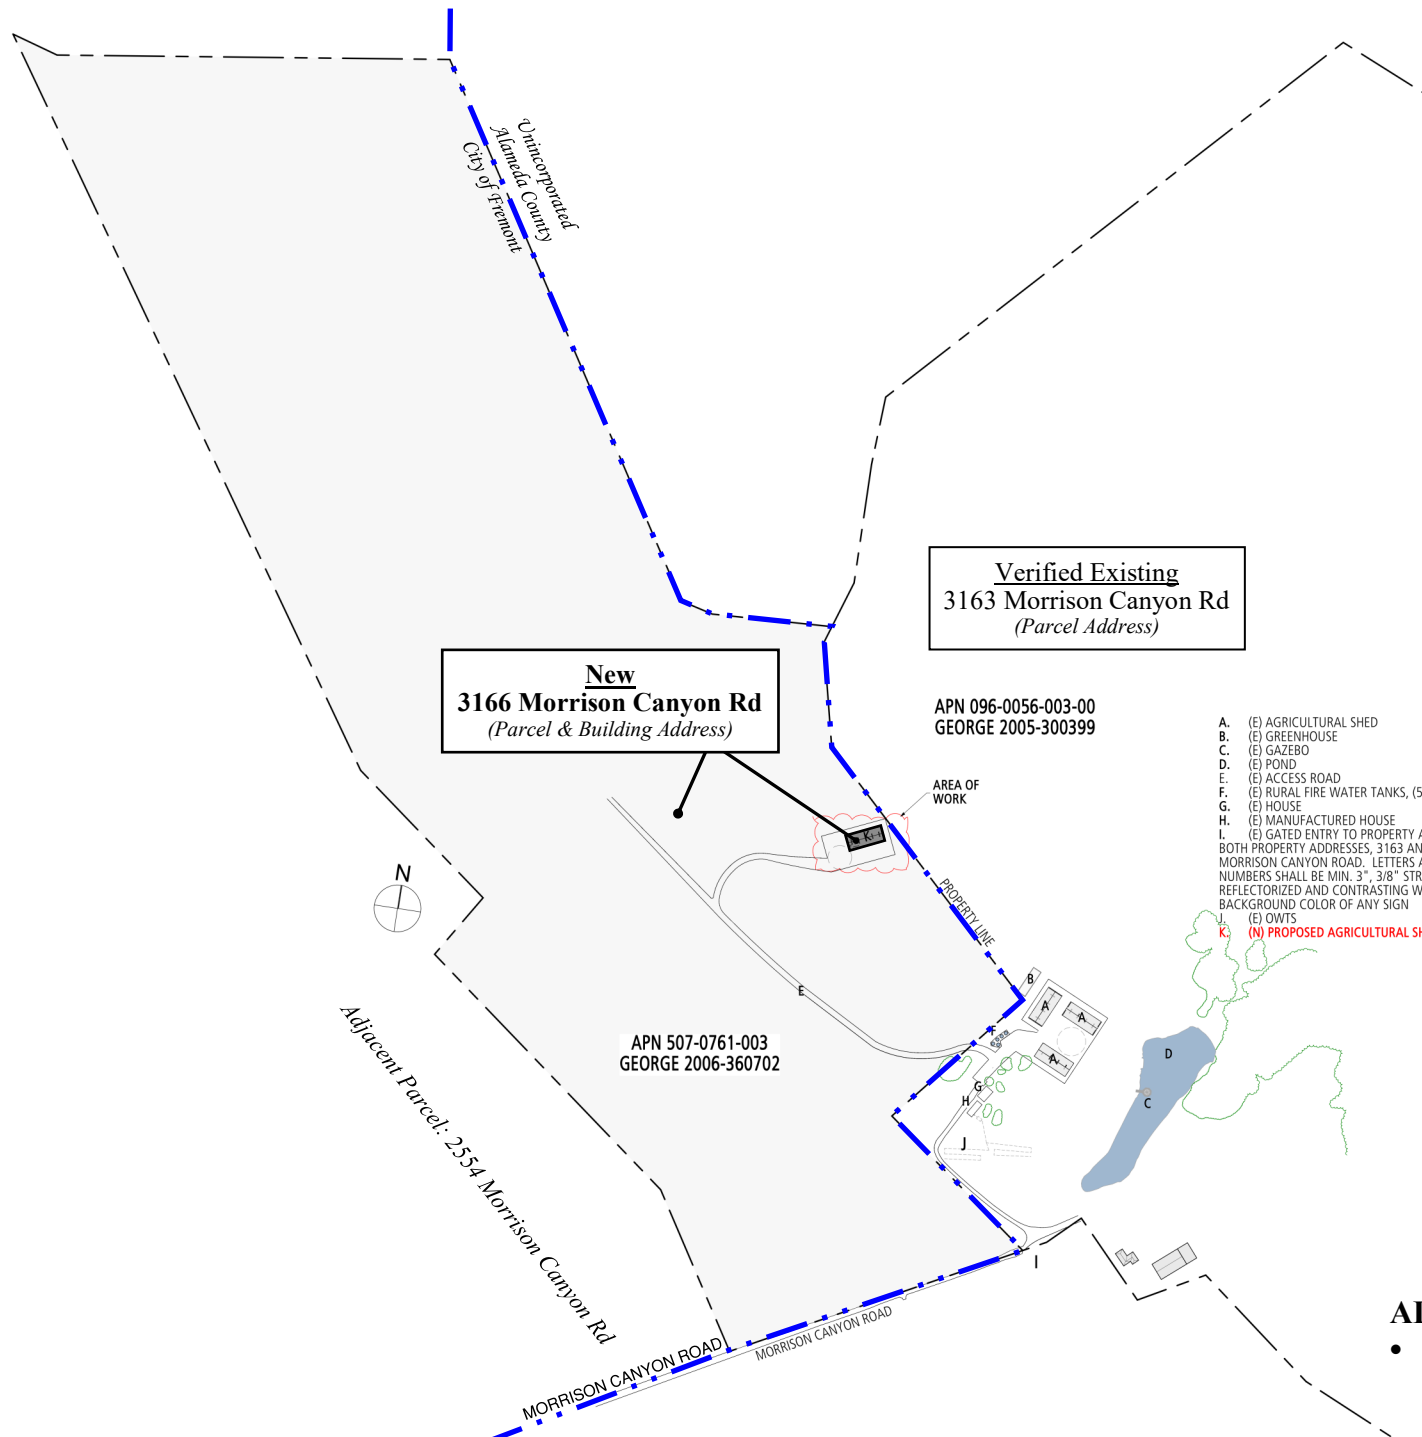 Unincorporated
Alameda County
City of Fremont
Verified Existing
3163 Morrison Canyon Rd
(Parcel Address)
New
3166 Morrison Canyon Rd
(Parcel & Building Address)
APN 096-0056-003-00
GEORGE 2005-300399
A. (E) AGRICULTURAL SHED
B. (E) GREENHOUSE
C. (E) GAZEBO
D. (E) POND
E. (E) ACCESS ROAD
F. (E) RURAL FIRE WATER TANKS, (5
G. (E) HOUSE
H. (E) MANUFACTURED HOUSE
I. (E) GATED ENTRY TO PROPERTY A
BOTH PROPERTY ADDRESSES, 3163 AN
MORRISON CANYON ROAD. LETTERS A
NUMBERS SHALL BE MIN. 3", 3/8" STR
REFLECTORIZED AND CONTRASTING W
BACKGROUND COLOR OF ANY SIGN
J. (E) OWTS
K. (N) PROPOSED AGRICULTURAL SH
AREA OF
WORK
K
N
PROPERTY LINE
B
A
A
A
E
F
D
C
G
H
J
I
APN 507-0761-003
GEORGE 2006-360702
Adjacent Parcel: 2554 Morrison Canyon Rd
MORRISON CANYON ROAD
MORRISON CANYON ROAD
•